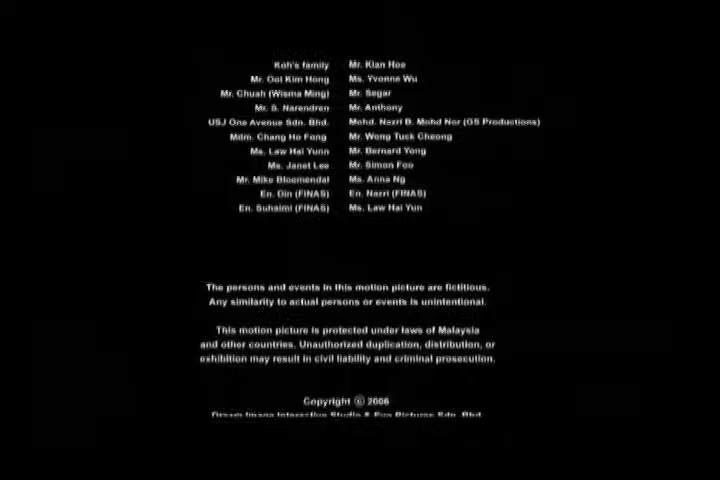 Koh's family Mr. Kian Hoe
Mr. Ooi Kim Hong Ms. Yvonne Wu
Mr. Chuah (Wisma Ming) Mr. Segar
Mr. S. Narendren Mr. Anthony
USJ One Avenue Sdn. Bhd. Mohd. Nazri B. Mohd Nor (GS Productions)
Mdm. Chang Ho Fong Mr. Wong Tuck Cheong
Ms. Law Hai Yunn Mr. Bernard Yong
Ms. Janet Lee Mr. Simon Foo
Mr. Mike Bloemendal Ms. Anna Ng
En. Din (FINAS) En. Nazri (FINAS)
En. Suhaimi (FINAS) Ms. Law Hai Yun
The persons and events in this motion picture are fictitious.
Any similarity to actual persons or events is unintentional.
This motion picture is protected under laws of Malaysia
and other countries. Unauthorized duplication, distribution, or
exhibition may result in civil liability and criminal prosecution.
Copyright © 2006
Interactive Studio & Pictures Sdn. Bhd.